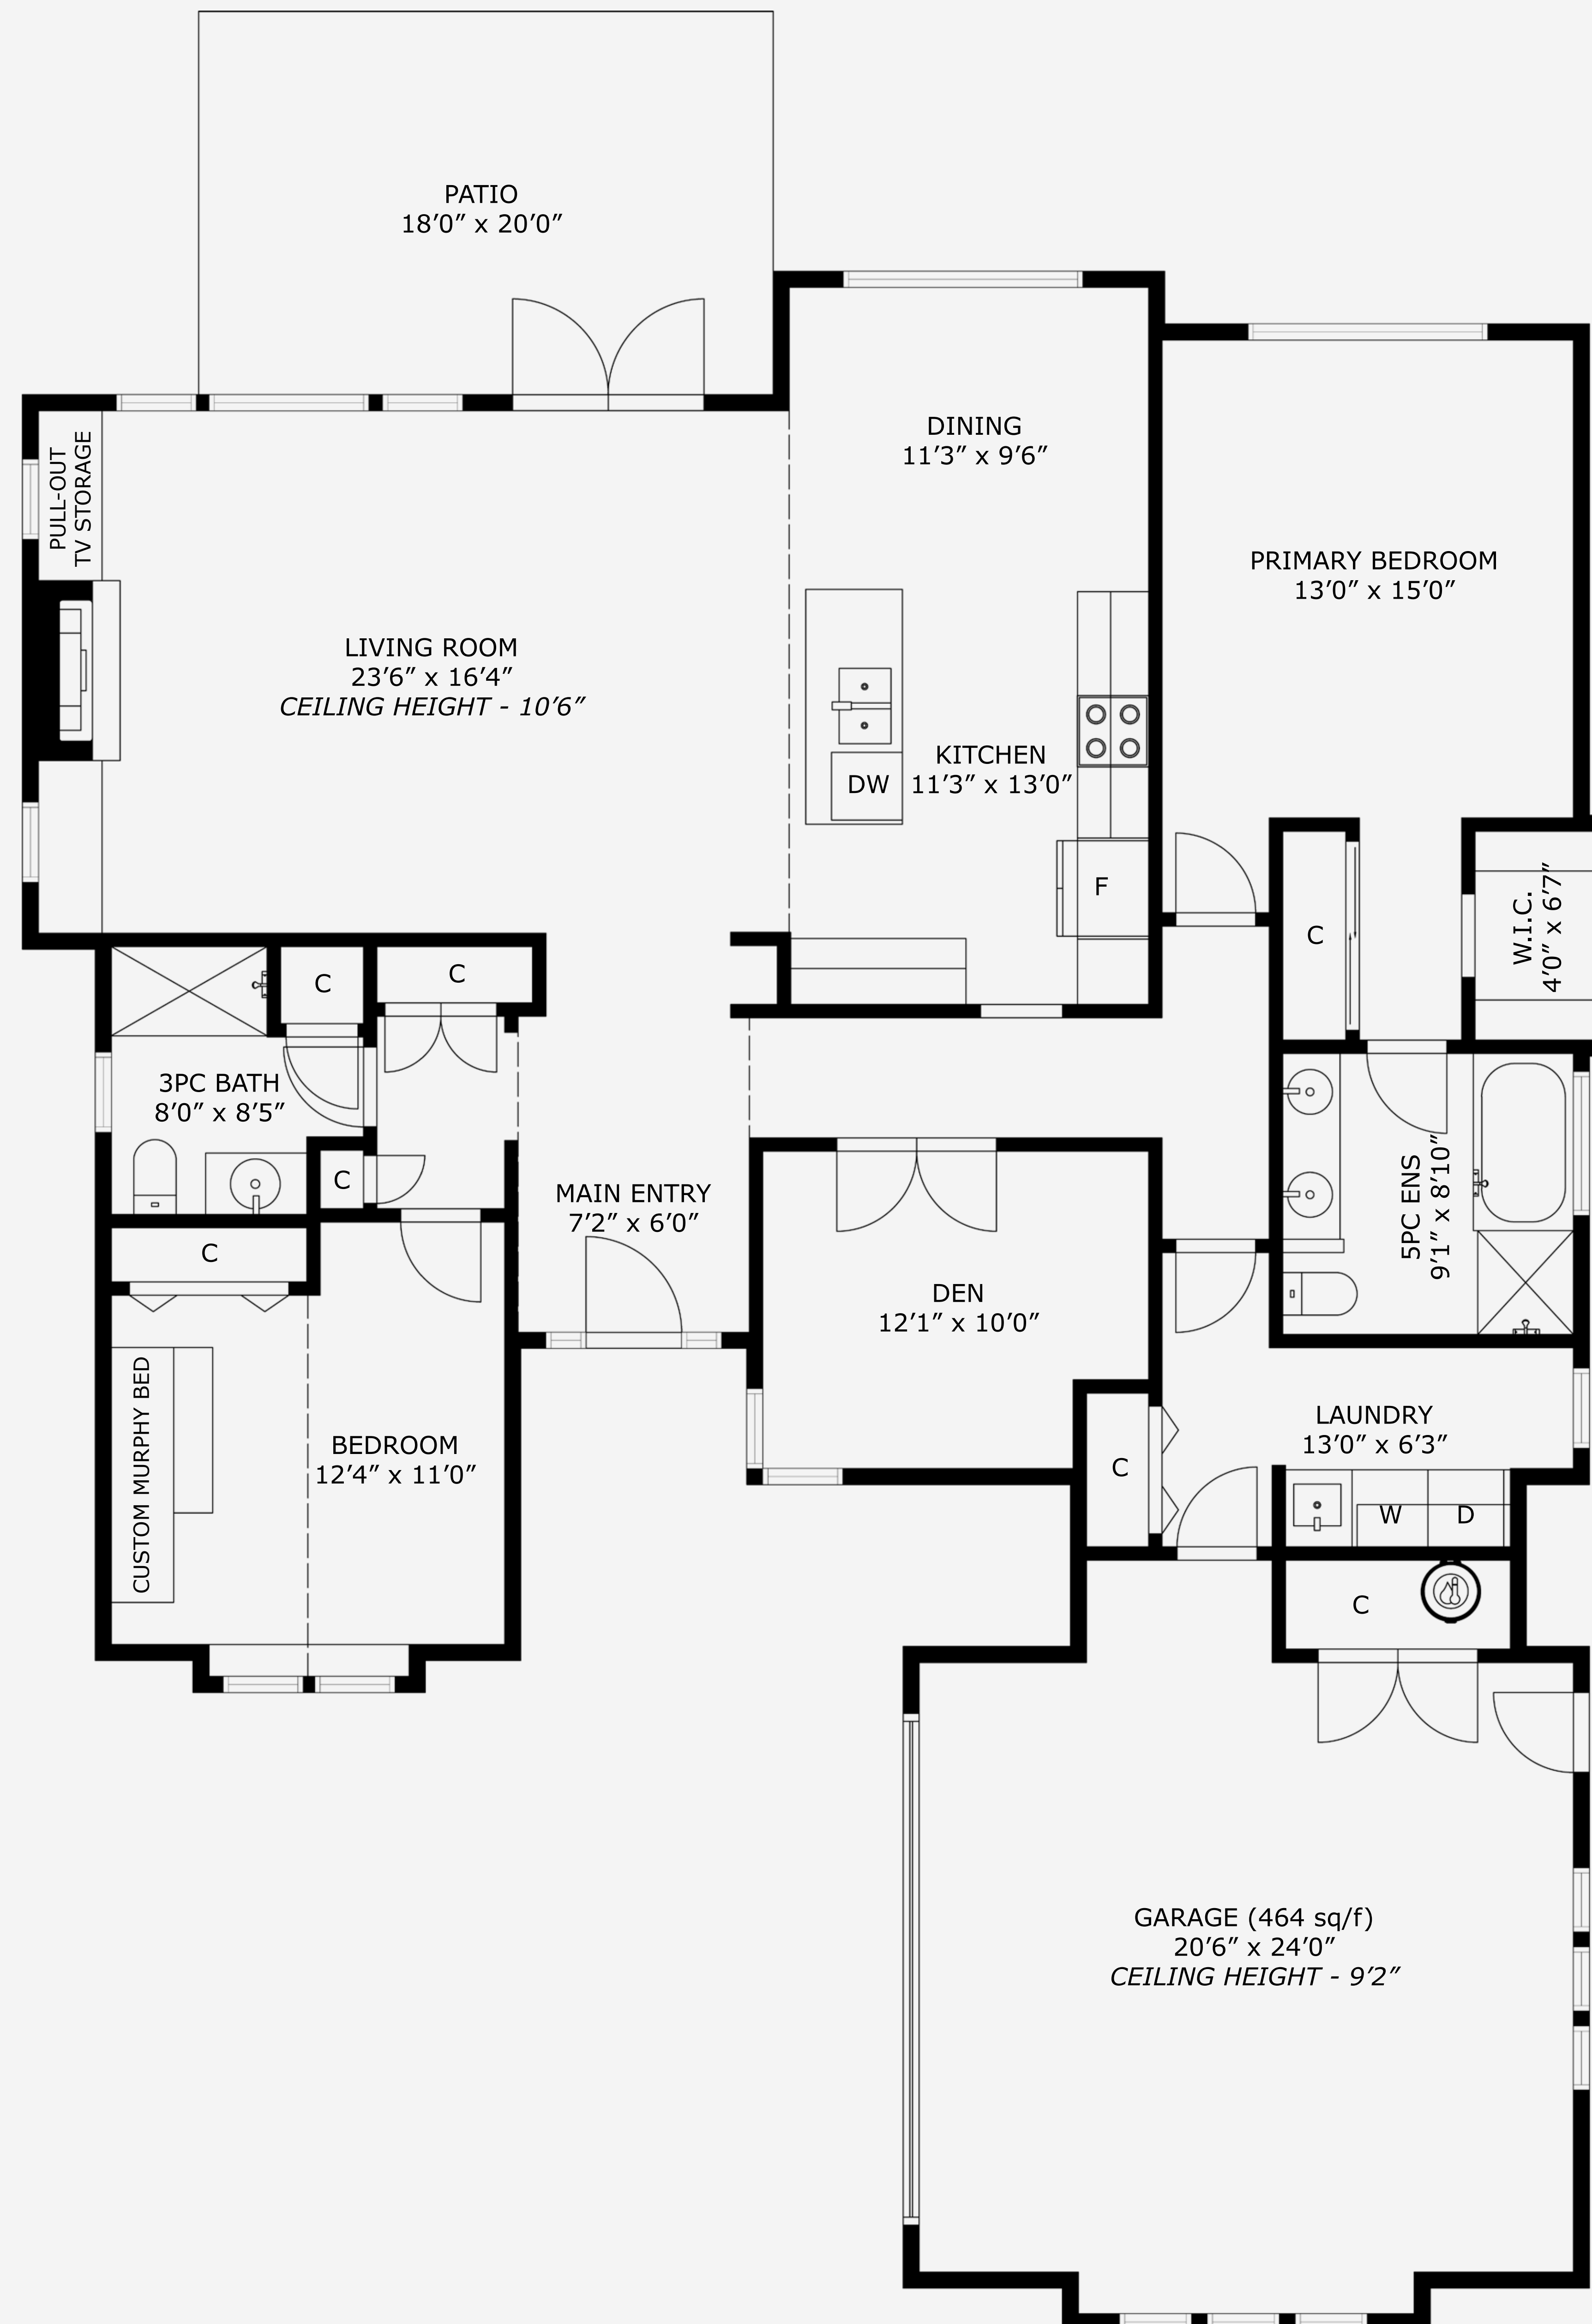 PATIO
18'0" x 20'0"
DINING
11'3" x 9'6"
PULL-OUT
TV STORAGE
PRIMARY BEDROOM
13'0" x 15'0"
LIVING ROOM
23'6" x 16'4"
CEILING HEIGHT - 10'6"
KITCHEN
11'3" x 13'0"
DW
F
C
W.I.C.
4'0" x 6'7"
C
C
3PC BATH
8'0" x 8'5"
C
MAIN ENTRY
7'2" x 6'0"
5PC ENS
9'1" x 8'10"
C
DEN
12'1" x 10'0"
CUSTOM MURPHY BED
BEDROOM
12'4" x 11'0"
LAUNDRY
13'0" x 6'3"
C
W
D
C
GARAGE (464 sq/f)
20'6" x 24'0"
CEILING HEIGHT - 9'2"